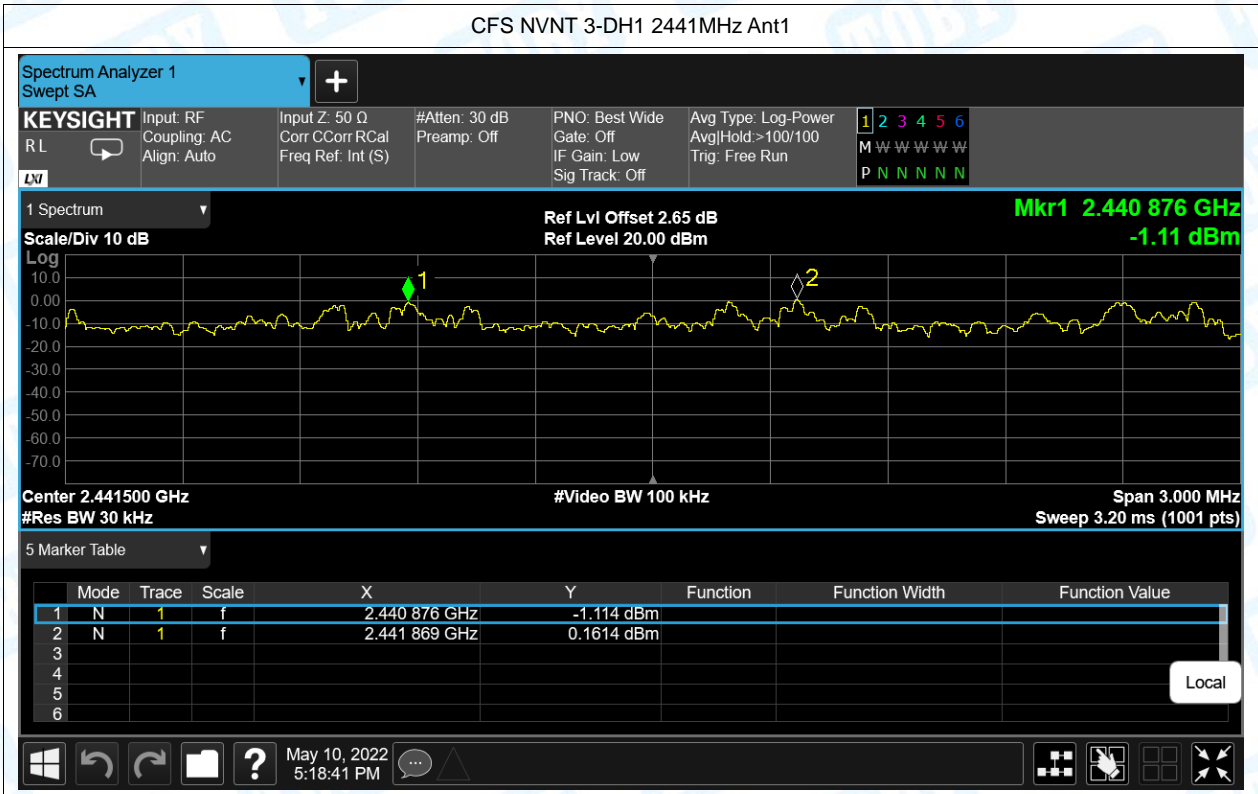 CFS NVNT 3-DH1 2441MHz Ant1
Spectrum Analyzer 1
Swept SA
KEYSIGHT
RL
LXI
Input: RF
Coupling: AC
Align: Auto
Input Z: 50 Ω
Corr CCorr RCal
Freq Ref: Int (S)
#Atten: 30 dB
Preamp: Off
PNO: Best Wide
Gate: Off
IF Gain: Low
Sig Track: Off
Avg Type: Log-Power
Avg|Hold:>100/100
Trig: Free Run
1 2 3 4 5 6
M W W W W W
P N N N N N
1 Spectrum
Scale/Div 10 dB
Ref Lvl Offset 2.65 dB
Ref Level 20.00 dBm
Mkr1 2.440 876 GHz
-1.11 dBm
Log
10.0
0.00
-10.0
-20.0
-30.0
-40.0
-50.0
-60.0
-70.0
1
2
Center 2.441500 GHz
#Video BW 100 kHz
Span 3.000 MHz
#Res BW 30 kHz
Sweep 3.20 ms (1001 pts)
5 Marker Table
Mode Trace Scale X Y Function Function Width Function Value
1 N 1 f 2.440 876 GHz -1.114 dBm
2 N 1 f 2.441 869 GHz 0.1614 dBm
3
4
5
6
Local
?
May 10, 2022
5:18:41 PM